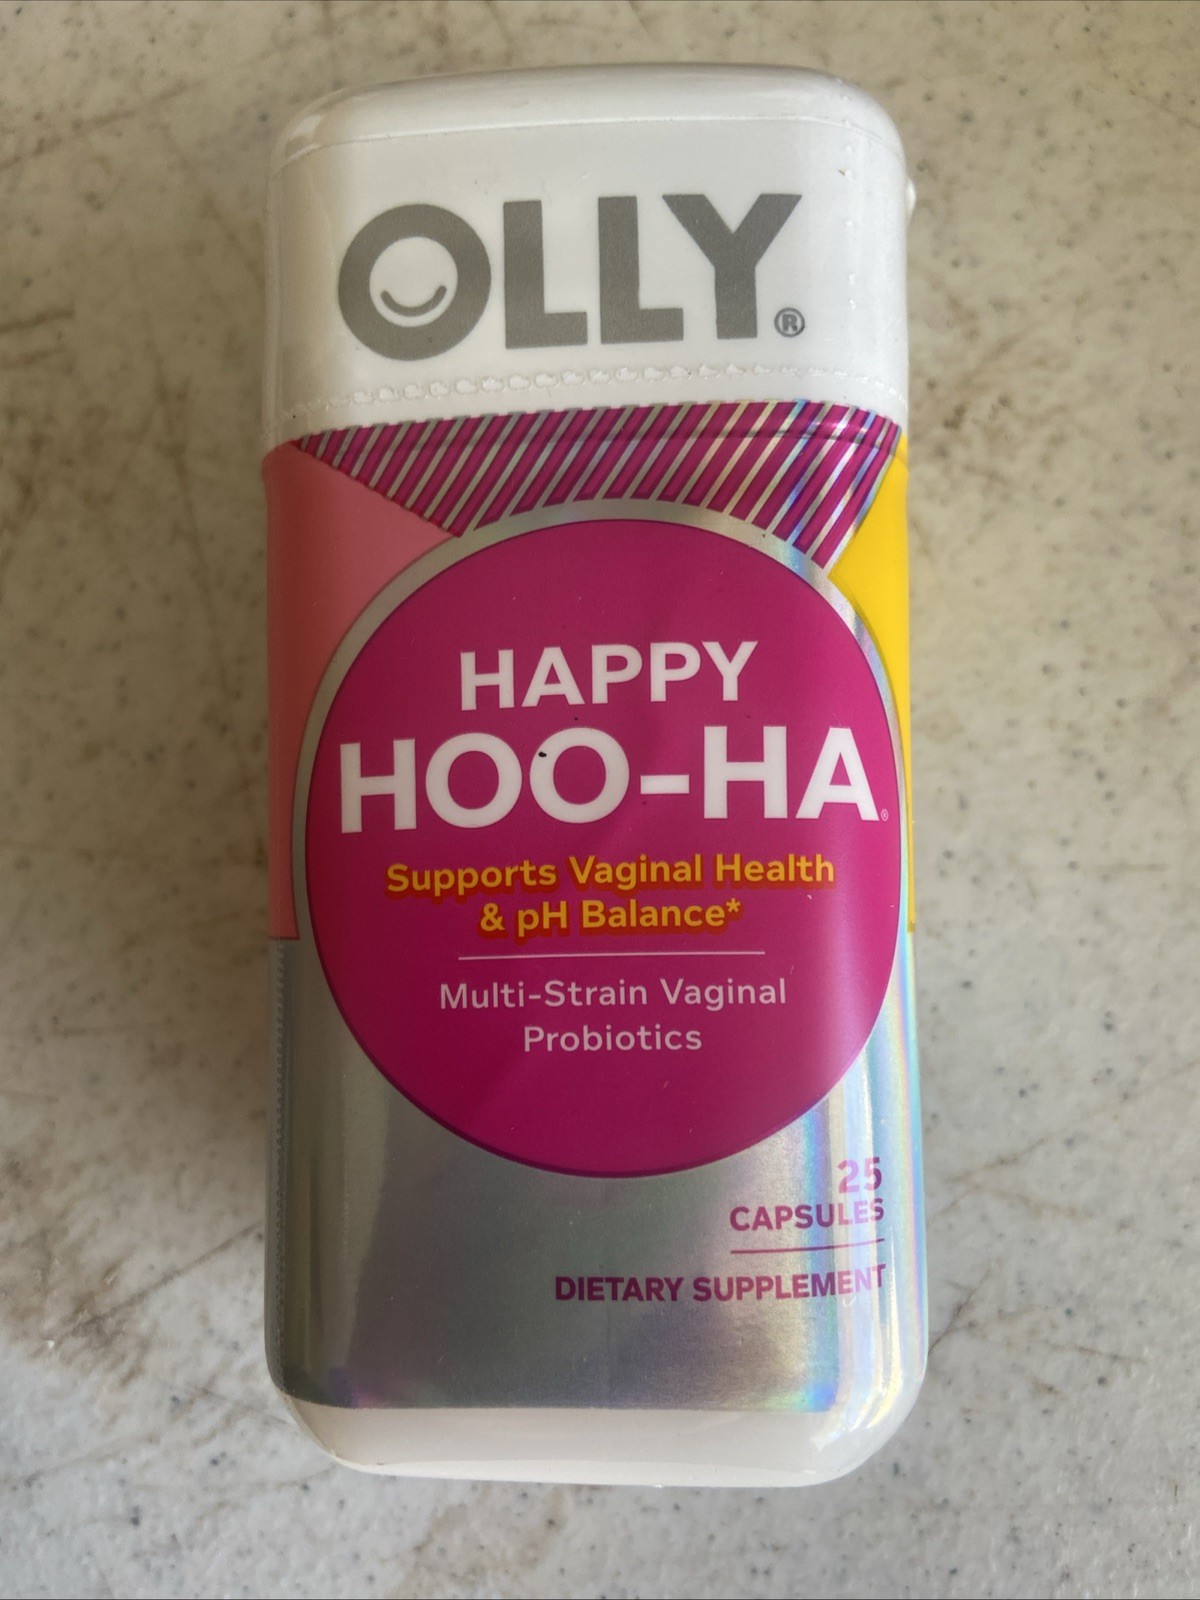 OLLY®
HAPPY
HOO-HA®
Supports Vaginal Health
& pH Balance*
Multi-Strain Vaginal
Probiotics
25
CAPSULES
DIETARY SUPPLEMENT